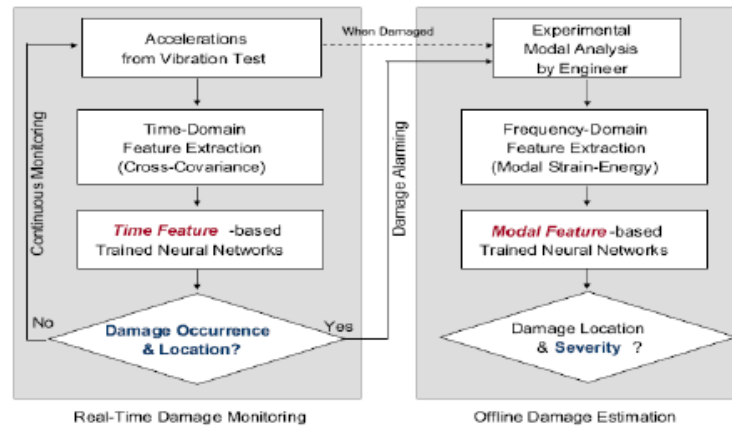 Accelerations
from Vibration Test
When Damaged
Experimental
Modal Analysis
by Engineer
Continuous Monitoring
Time-Domain
Feature Extraction
(Cross-Covariance)
Damage Alarming
Frequency-Domain
Feature Extraction
(Modal Strain-Energy)
Time Feature -based
Trained Neural Networks
Modal Feature -based
Trained Neural Networks
No
Damage Occurrence
& Location?
Yes
Damage Location
& Severity ?
Real-Time Damage Monitoring
Offline Damage Estimation